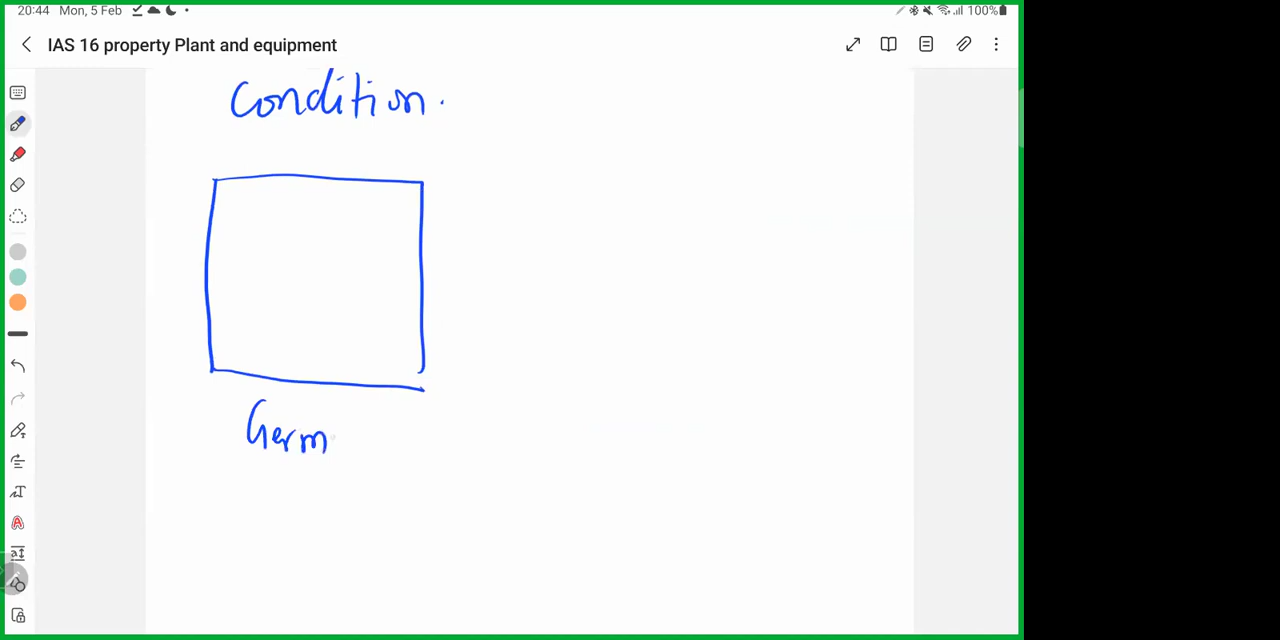 20:44 Mon, 5 Feb 100%
IAS 16 property Plant and equipment
Condition.
Germ